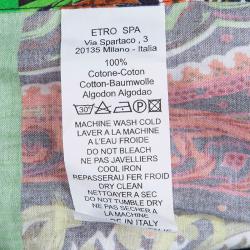 ETRO SPA
Via Spartaco , 3
20135 Milano - Italia
100%
Cotone-Coton
Cotton-Baumwolle
Algodon Algodao
30°
MACHINE WASH COLD
LAVER A LA MACHINE
A L'EAU FROIDE
DO NOT BLEACH
NE PAS JAVELLIERS
COOL IRON
REPASSERAU FER FROID
DRY CLEAN
NETTOAYER A SEC
DO NOT TUMBLE DRY
NE PAS SECHER A
LA MACHINE
IN ITALY